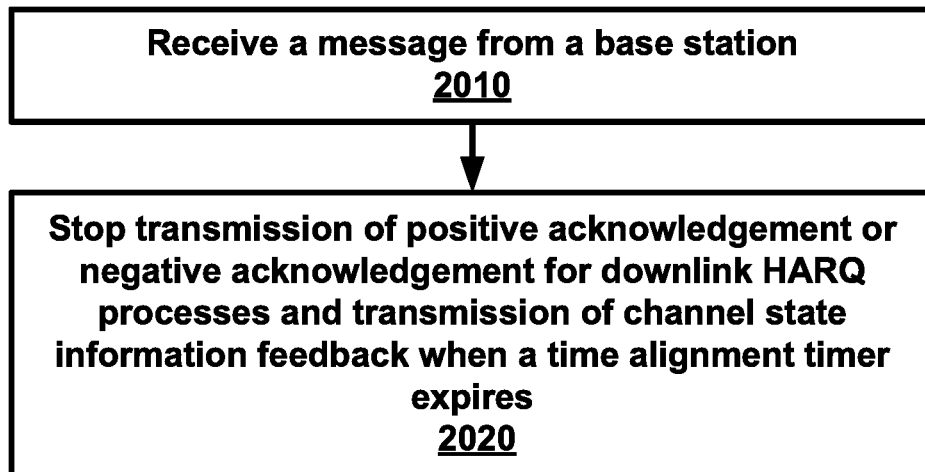 Receive a message from a base station
2010
Stop transmission of positive acknowledgement or
negative acknowledgement for downlink HARQ
processes and transmission of channel state
information feedback when a time alignment timer
expires
2020